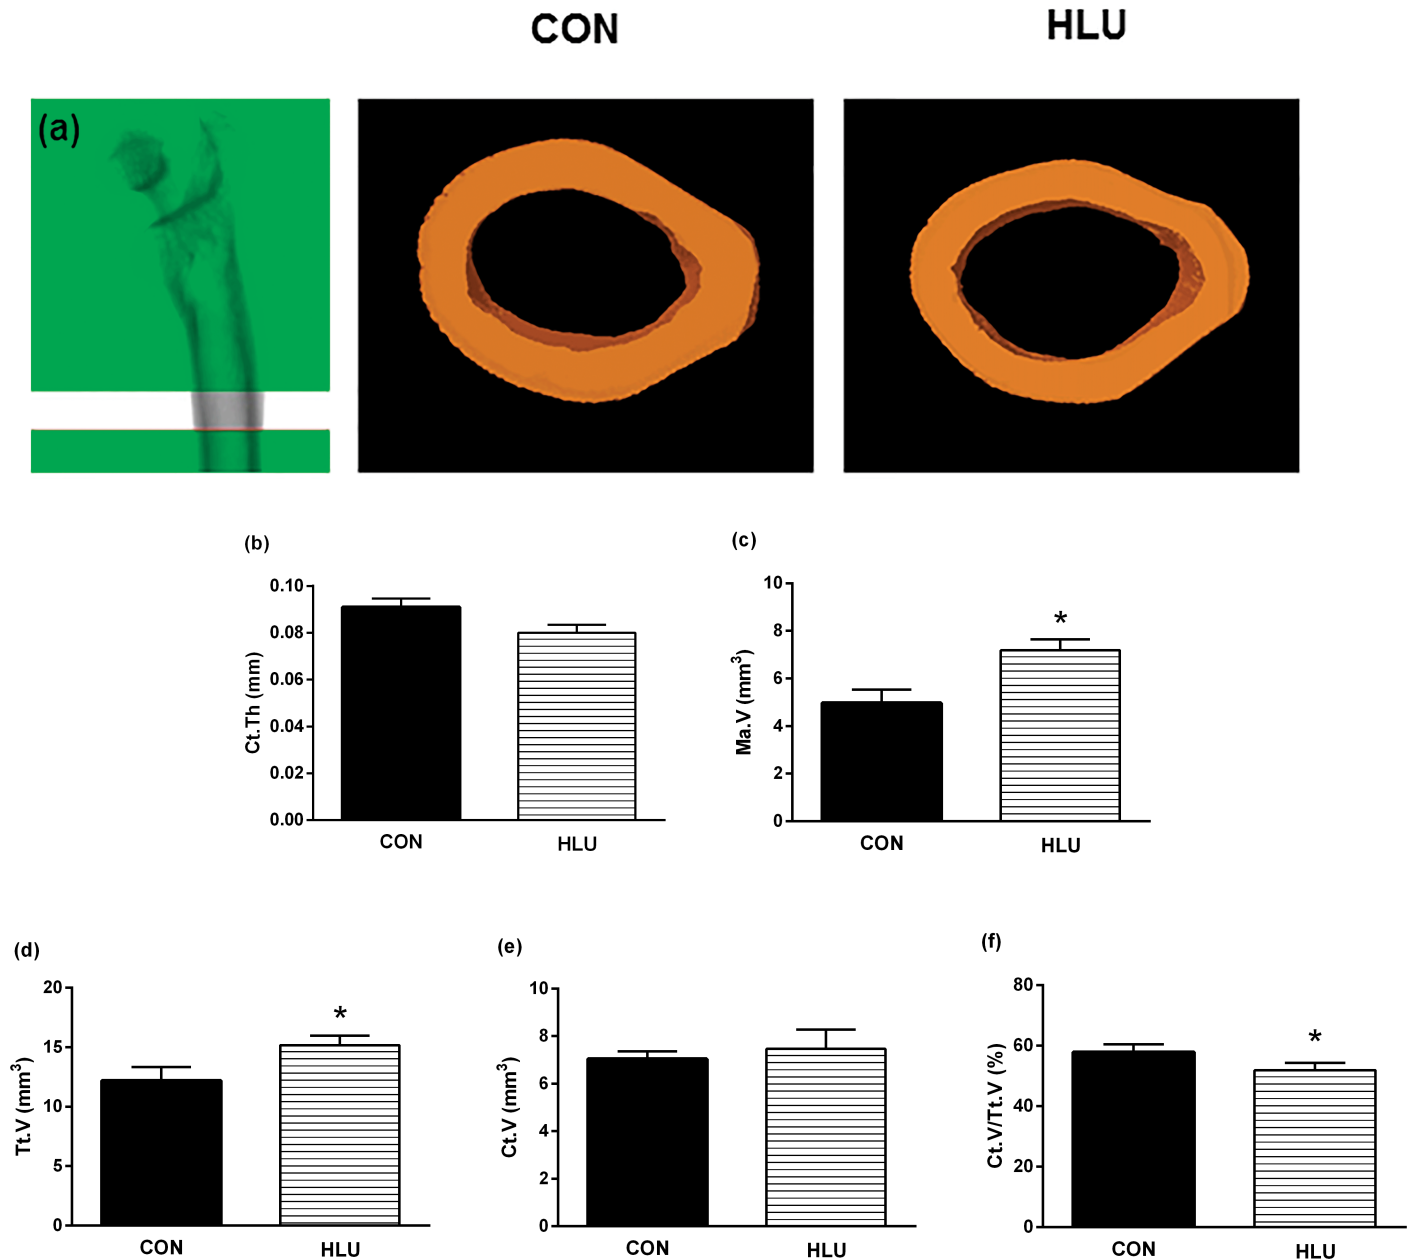 CON
HLU
(a)
(b)
0.10
0.08
0.06
0.04
0.02
0.00
Ct.Th (mm)
CON
HLU
(c)
10
8
6
4
2
0
Ma.V (mm³)
*
CON
HLU
(d)
20
15
10
5
0
Tt.V (mm³)
*
CON
HLU
(e)
10
8
6
4
2
0
Ct.V (mm³)
CON
HLU
(f)
80
60
40
20
0
Ct.V/Tt.V (%)
*
CON
HLU